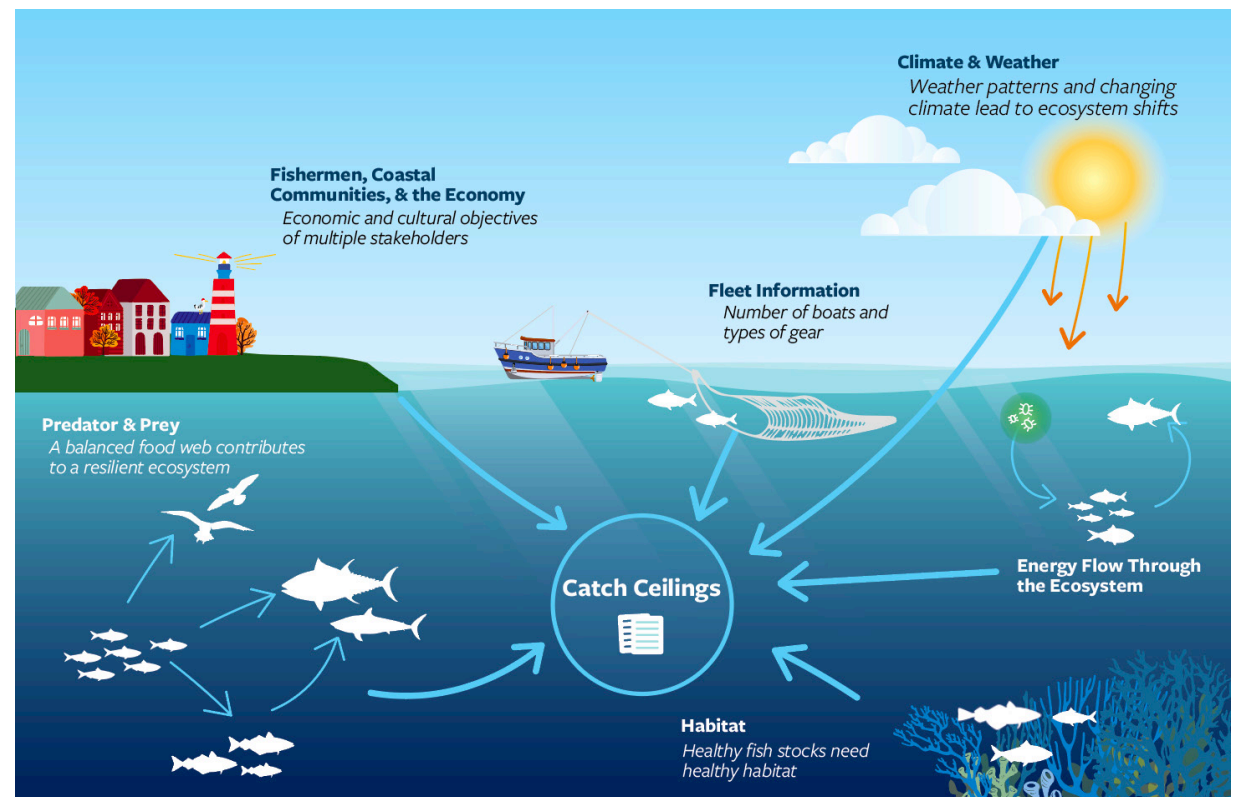 Climate & Weather
Weather patterns and changing
climate lead to ecosystem shifts
Fishermen, Coastal
Communities, & the Economy
Economic and cultural objectives
of multiple stakeholders
Fleet Information
Number of boats and
types of gear
Predator & Prey
A balanced food web contributes
to a resilient ecosystem
Energy Flow Through
the Ecosystem
Catch Ceilings
Habitat
Healthy fish stocks need
healthy habitat